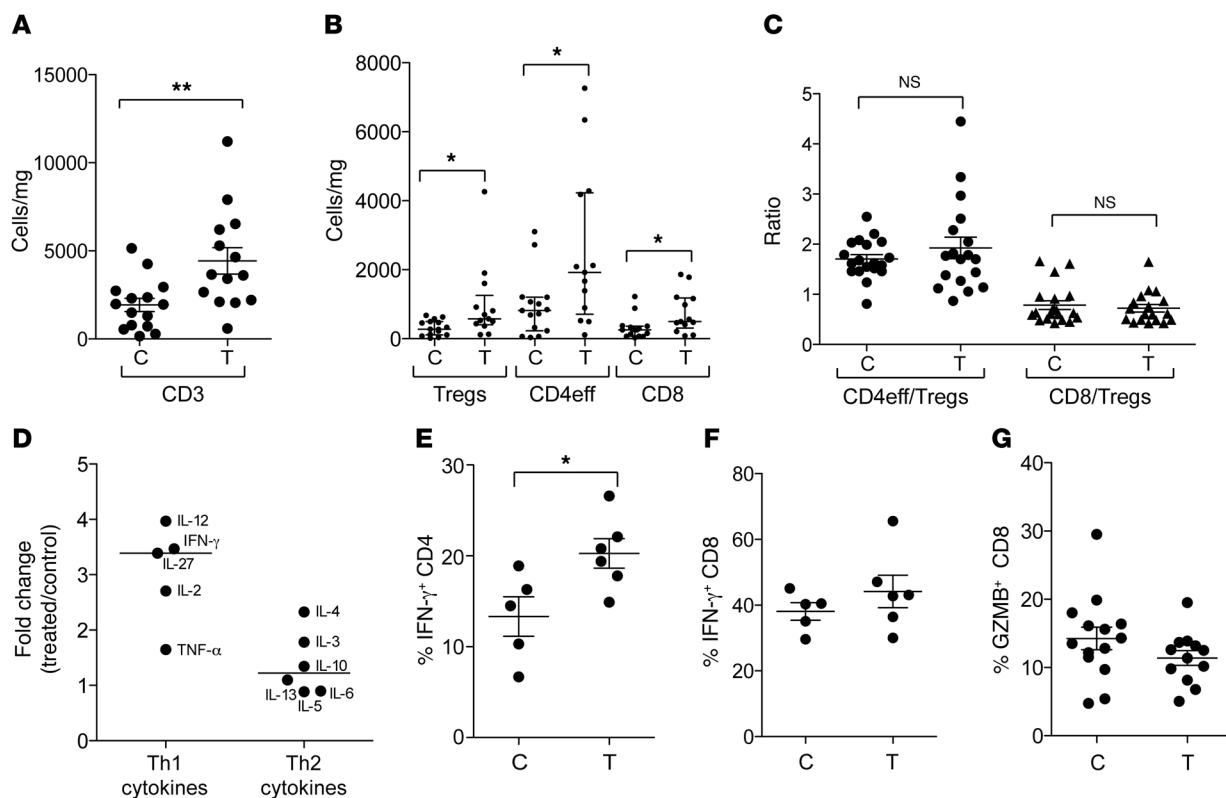 A
15000
10000
5000
0
Cells/mg
**
C T
CD3
B
8000
6000
4000
2000
0
Cells/mg
*
*
*
C T C T C T
Tregs CD4eff CD8
C
5
4
3
2
1
0
Ratio
NS
NS
C T C T
CD4eff/Tregs CD8/Tregs
D
5
4
3
2
1
0
Fold change
(treated/control)
IL-12
IFN-γ
IL-27
IL-2
TNF-α
IL-4
IL-3
IL-10
IL-13
IL-6
IL-5
Th1
cytokines
Th2
cytokines
E
30
20
10
0
% IFN-γ+ CD4
*
C T
F
80
60
40
20
0
% IFN-γ+ CD8
C T
G
40
30
20
10
0
% GZMB+ CD8
C T